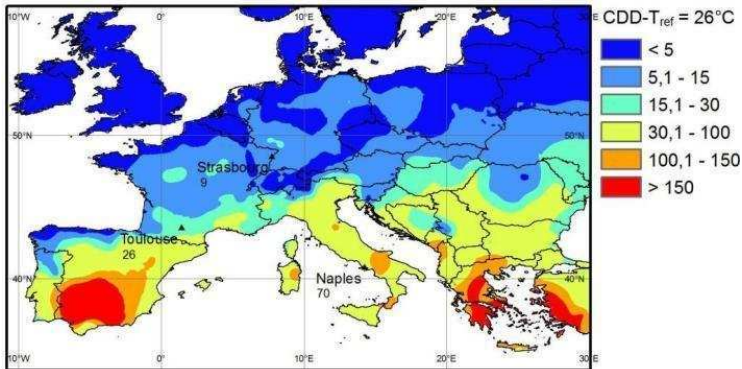 10°W 0° 10°E 20°E 30°E
CDD-Tref = 26°C
< 5
5,1 - 15
15,1 - 30
30,1 - 100
100,1 - 150
> 150
50°N 50°N
Strasbourg
9
Toulouse
26
40°N 40°N
Naples
70
10°W 0° 10°E 20°E 30°E